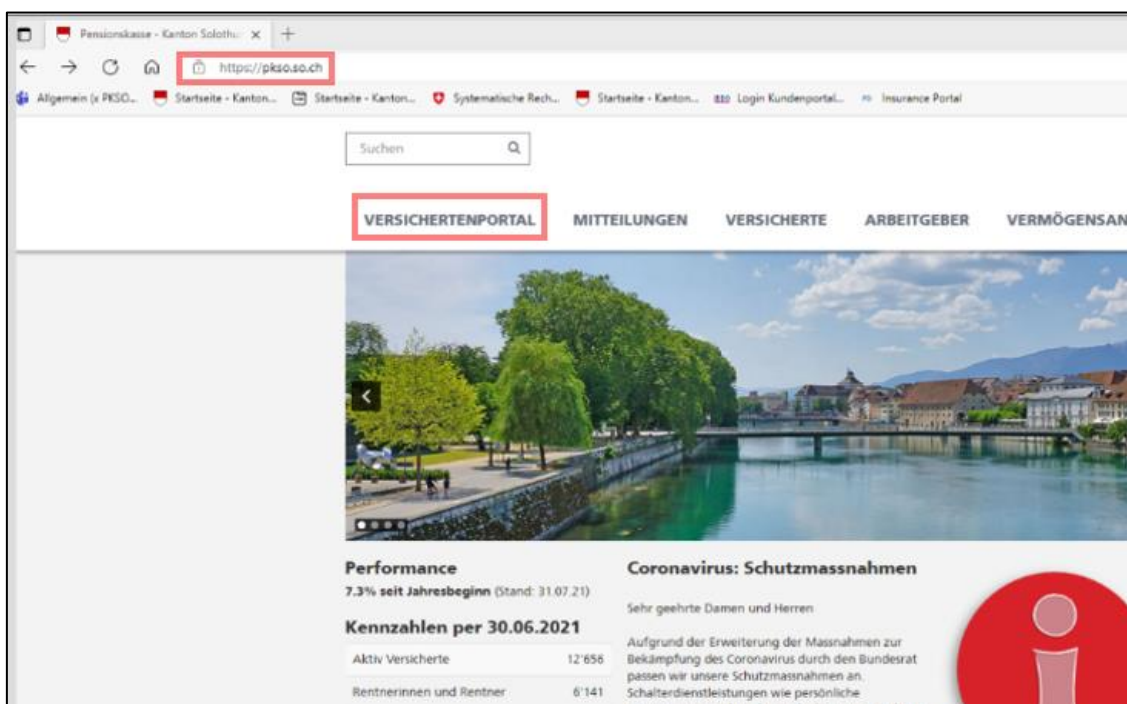 Pensionskasse - Kanton Solothu
https://pkso.so.ch
Allgemein (x PKSO... Startseite - Kanton... Startseite - Kanton... Systematische Rech... Startseite - Kanton... Login Kundenportal... Insurance Portal
Suchen
VERSICHERTENPORTAL MITTEILUNGEN VERSICHERTE ARBEITGEBER VERMÖGENSAN
Performance
7.3% seit Jahresbeginn (Stand: 31.07.21)
Kennzahlen per 30.06.2021
Aktiv Versicherte 12'656
Rentnerinnen und Rentner 6'141
Coronavirus: Schutzmassnahmen
Sehr geehrte Damen und Herren
Aufgrund der Erweiterung der Massnahmen zur
Bekämpfung des Coronavirus durch den Bundesrat
passen wir unsere Schutzmassnahmen an.
Schalterdienstleistungen wie persönliche